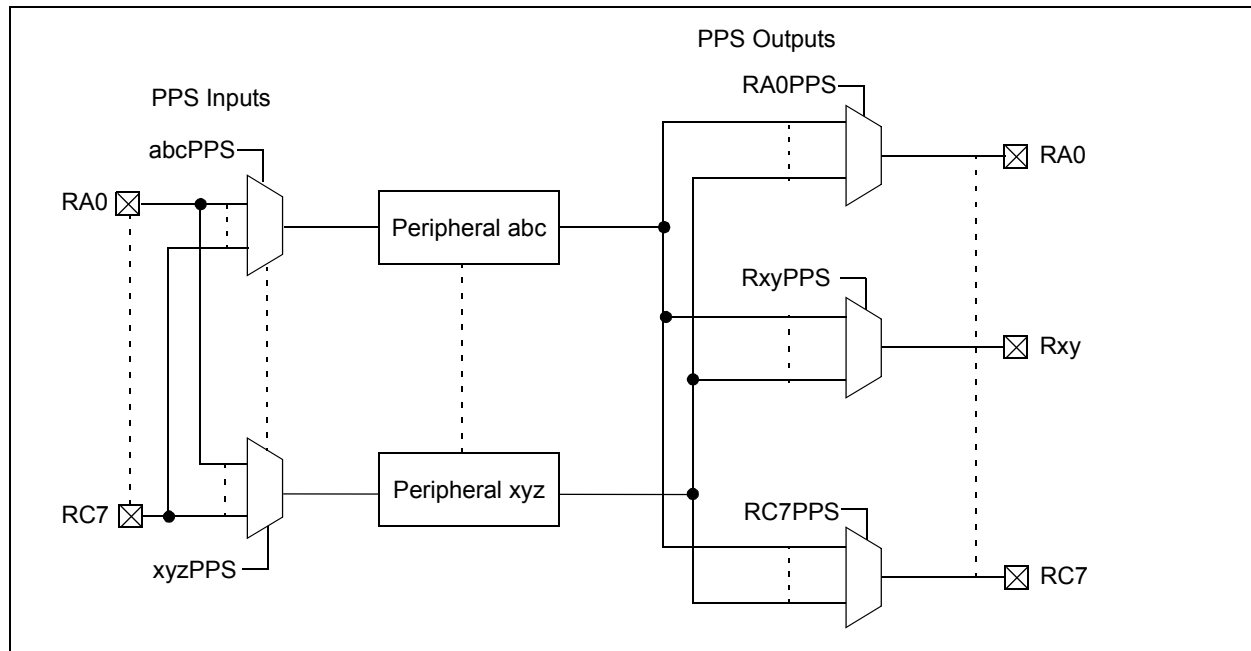 PPS Outputs
RA0PPS
PPS Inputs
abcPPS
RA0
RA0
Peripheral abc
RxyPPS
Rxy
Peripheral xyz
RC7
RC7PPS
xyzPPS
RC7